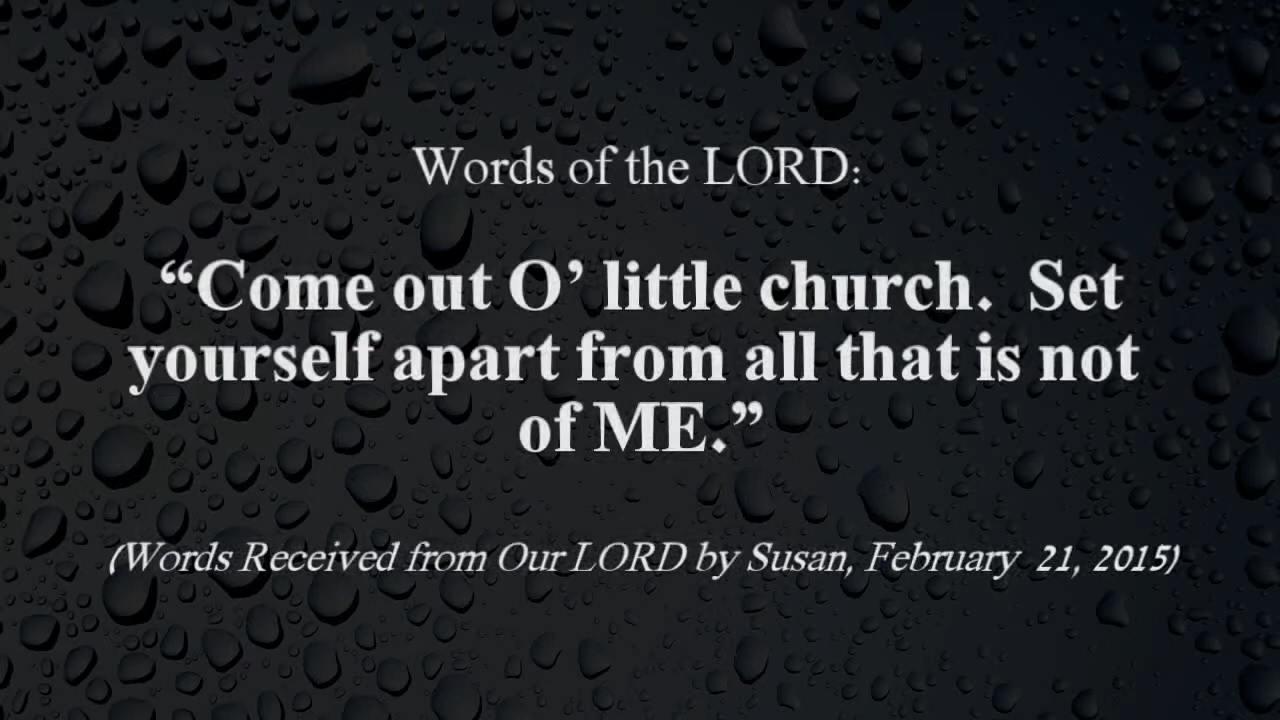 Words of the LORD:
“Come out O’ little church.  Set
yourself apart from all that is not
of ME.”
(Words Received from Our LORD by Susan, February  21, 2015)